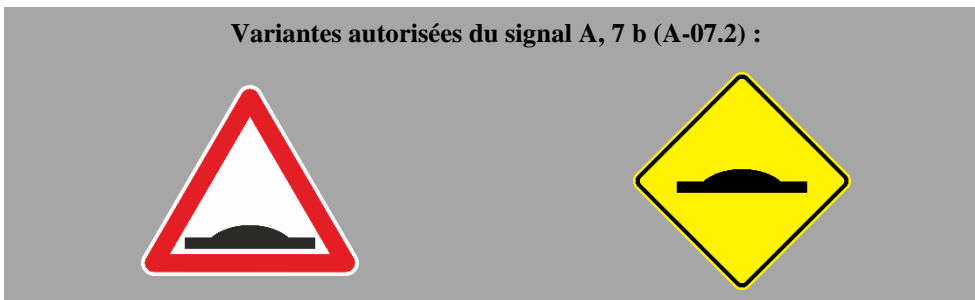 Variantes autorisées du signal A, 7 b (A-07.2) :